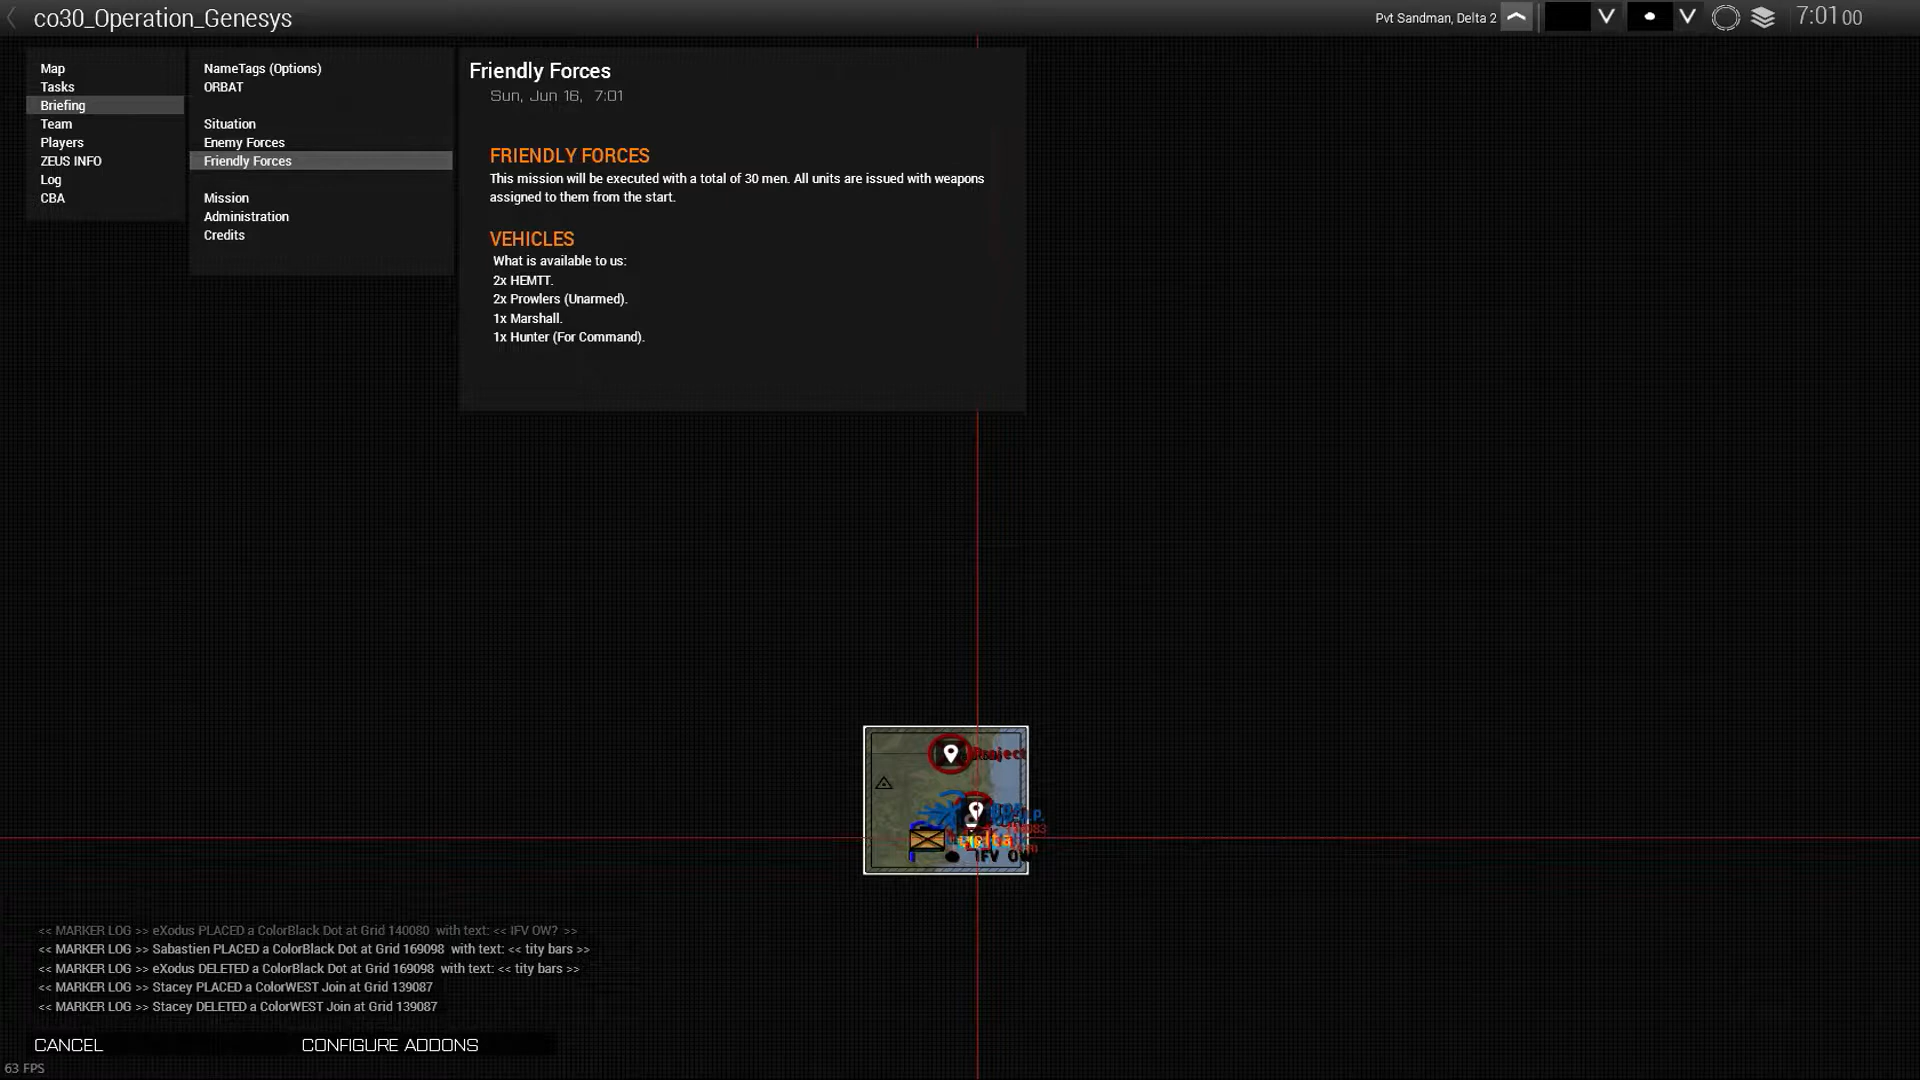 co30_Operation_Genesys
Pvt Sandman, Delta 2
7:01 00
Map
Tasks
Briefing
Team
Players
ZEUS INFO
Log
CBA
NameTags (Options)
ORBAT
Situation
Enemy Forces
Friendly Forces
Mission
Administration
Credits
Friendly Forces
Sun, Jun 16, 7:01
FRIENDLY FORCES
This mission will be executed with a total of 30 men. All units are issued with weapons
assigned to them from the start.
VEHICLES
What is available to us:
2x HEMTT.
2x Prowlers (Unarmed).
1x Marshall.
1x Hunter (For Command).
Project
Delta
IFV OW
<< MARKER LOG >> eXodus PLACED a ColorBlack Dot at Grid 140080 with text: << IFV OW? >>
<< MARKER LOG >> Sabastien PLACED a ColorBlack Dot at Grid 169098 with text: << tity bars >>
<< MARKER LOG >> eXodus DELETED a ColorBlack Dot at Grid 169098 with text: << tity bars >>
<< MARKER LOG >> Stacey PLACED a ColorWEST Join at Grid 139087
<< MARKER LOG >> Stacey DELETED a ColorWEST Join at Grid 139087
CANCEL
CONFIGURE ADDONS
63 FPS